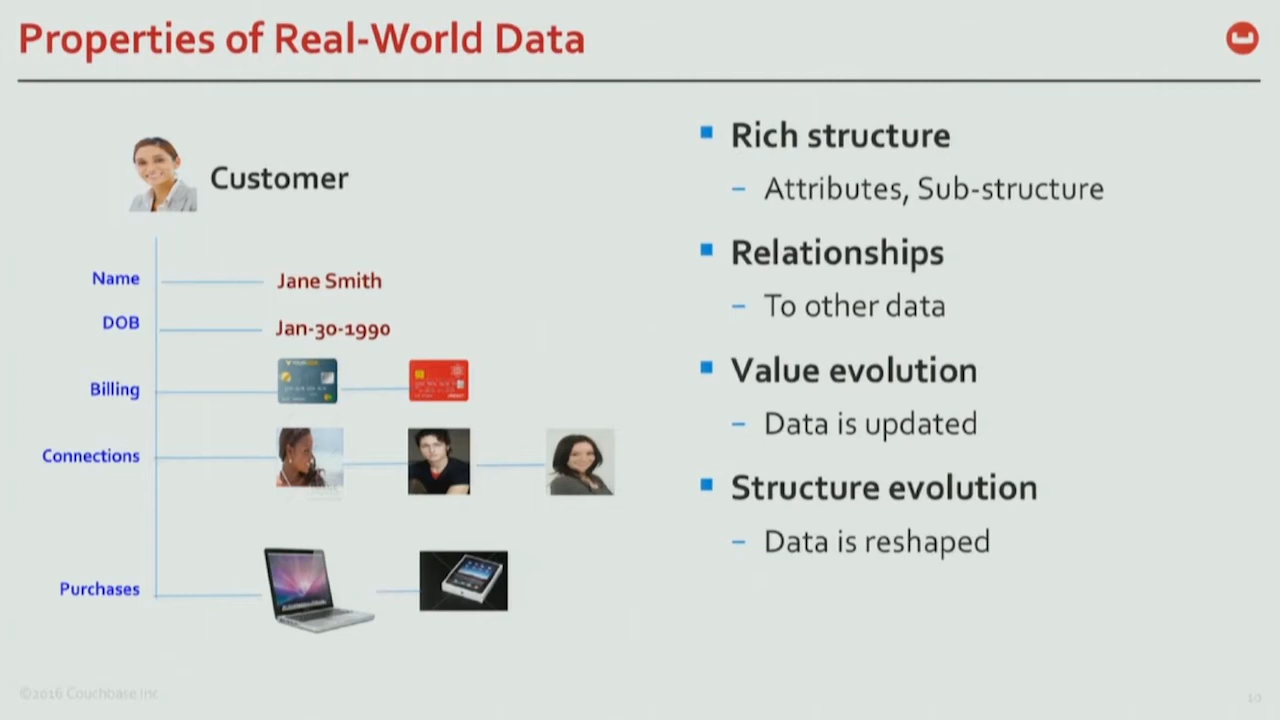 Properties of Real-World Data
Customer
Name
Jane Smith
DOB
Jan-30-1990
Billing
Connections
Purchases
Rich structure
– Attributes, Sub-structure
Relationships
– To other data
Value evolution
– Data is updated
Structure evolution
– Data is reshaped
©2016 Couchbase Inc
10